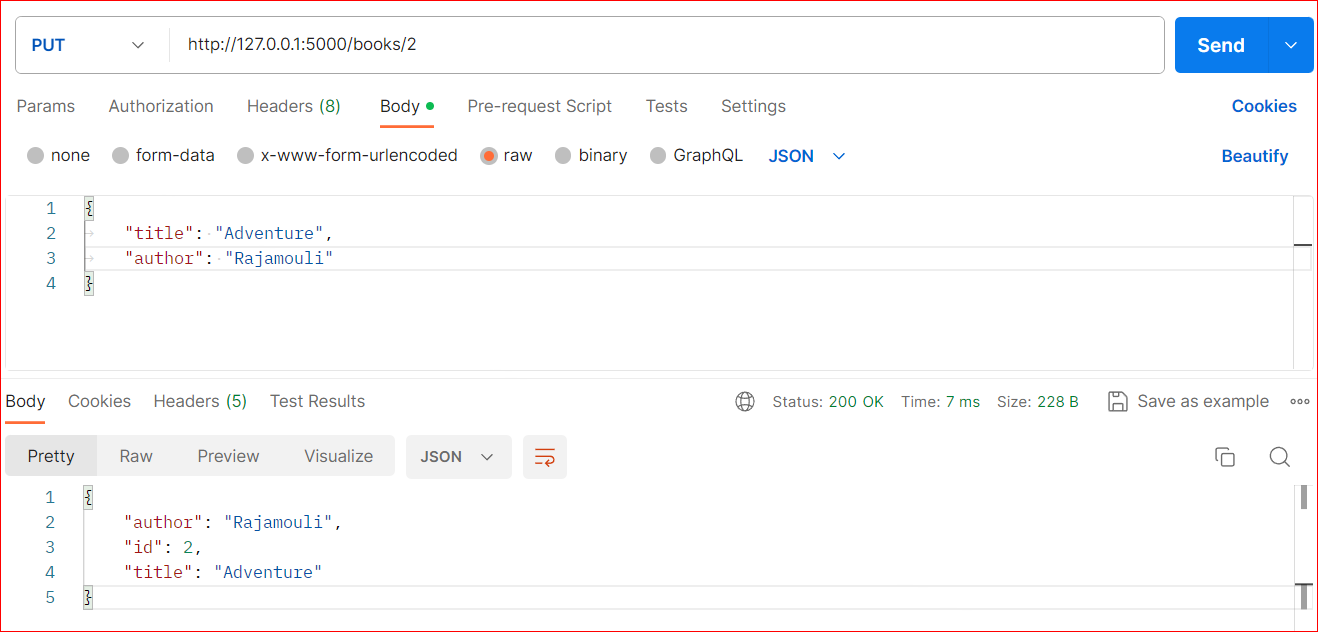 PUT http://127.0.0.1:5000/books/2 Send
Params Authorization Headers (8) Body Pre-request Script Tests Settings Cookies
none form-data x-www-form-urlencoded raw binary GraphQL JSON Beautify
1 {
2 "title": "Adventure",
3 "author": "Rajamouli"
4 }
Body Cookies Headers (5) Test Results Status: 200 OK Time: 7 ms Size: 228 B Save as example
Pretty Raw Preview Visualize JSON
1 {
2 "author": "Rajamouli",
3 "id": 2,
4 "title": "Adventure"
5 }